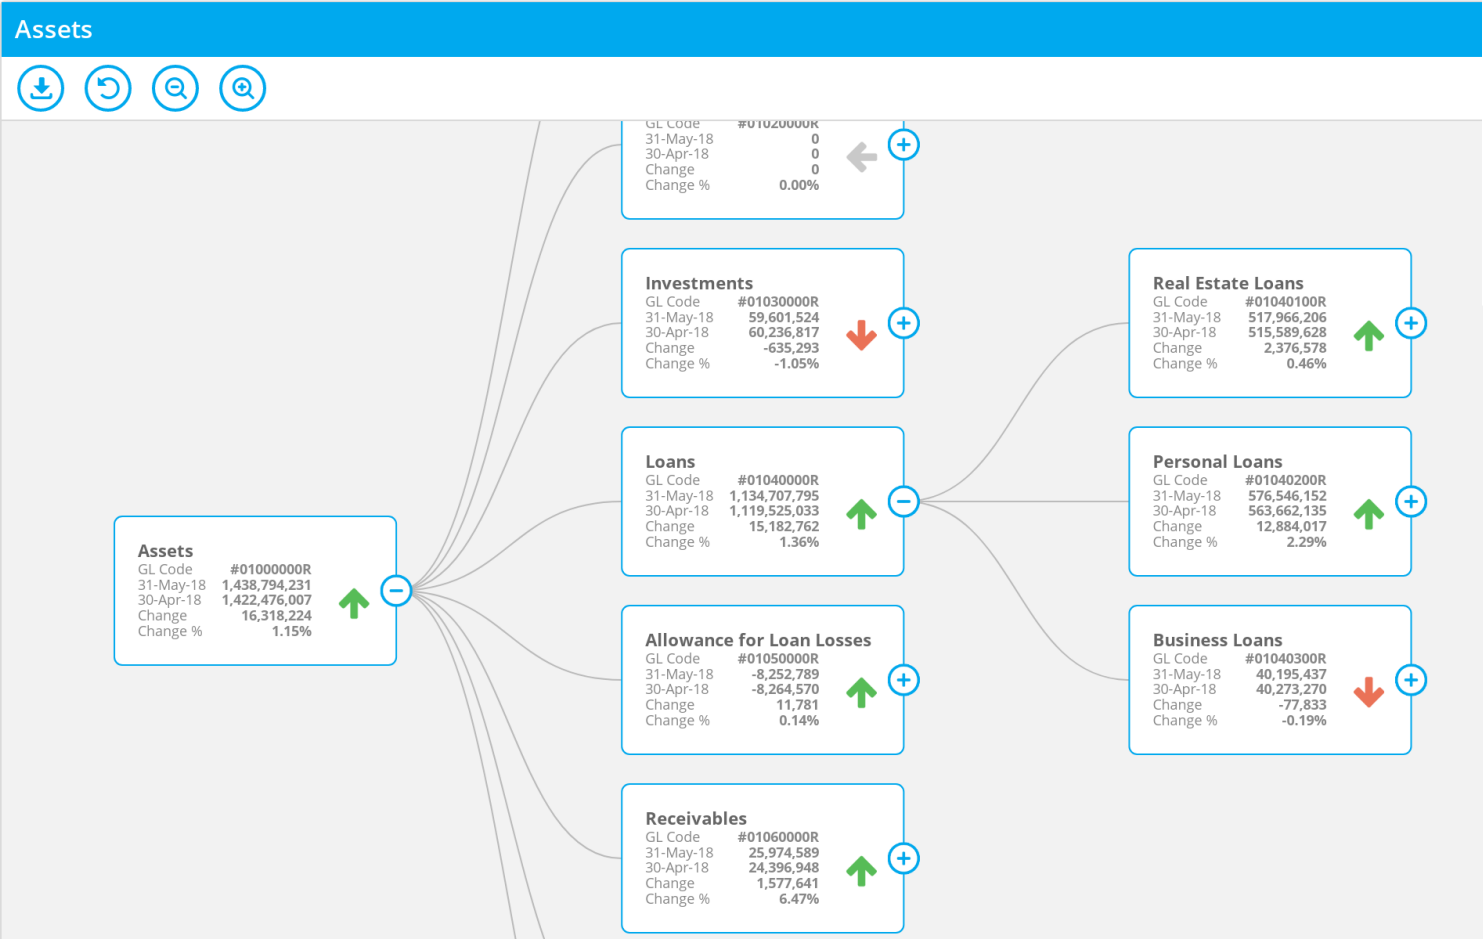 Assets
GL Code #01020000R
31-May-18 0
30-Apr-18 0
Change 0
Change % 0.00%
Investments
GL Code #01030000R
31-May-18 59,601,524
30-Apr-18 60,236,817
Change -635,293
Change % -1.05%
Real Estate Loans
GL Code #01040100R
31-May-18 517,966,206
30-Apr-18 515,589,628
Change 2,376,578
Change % 0.46%
Loans
GL Code #01040000R
31-May-18 1,134,707,795
30-Apr-18 1,119,525,033
Change 15,182,762
Change % 1.36%
Personal Loans
GL Code #01040200R
31-May-18 576,546,152
30-Apr-18 563,662,135
Change 12,884,017
Change % 2.29%
Assets
GL Code #01000000R
31-May-18 1,438,794,231
30-Apr-18 1,422,476,007
Change 16,318,224
Change % 1.15%
Allowance for Loan Losses
GL Code #01050000R
31-May-18 -8,252,789
30-Apr-18 -8,264,570
Change 11,781
Change % 0.14%
Business Loans
GL Code #01040300R
31-May-18 40,195,437
30-Apr-18 40,273,270
Change -77,833
Change % -0.19%
Receivables
GL Code #01060000R
31-May-18 25,974,589
30-Apr-18 24,396,948
Change 1,577,641
Change % 6.47%